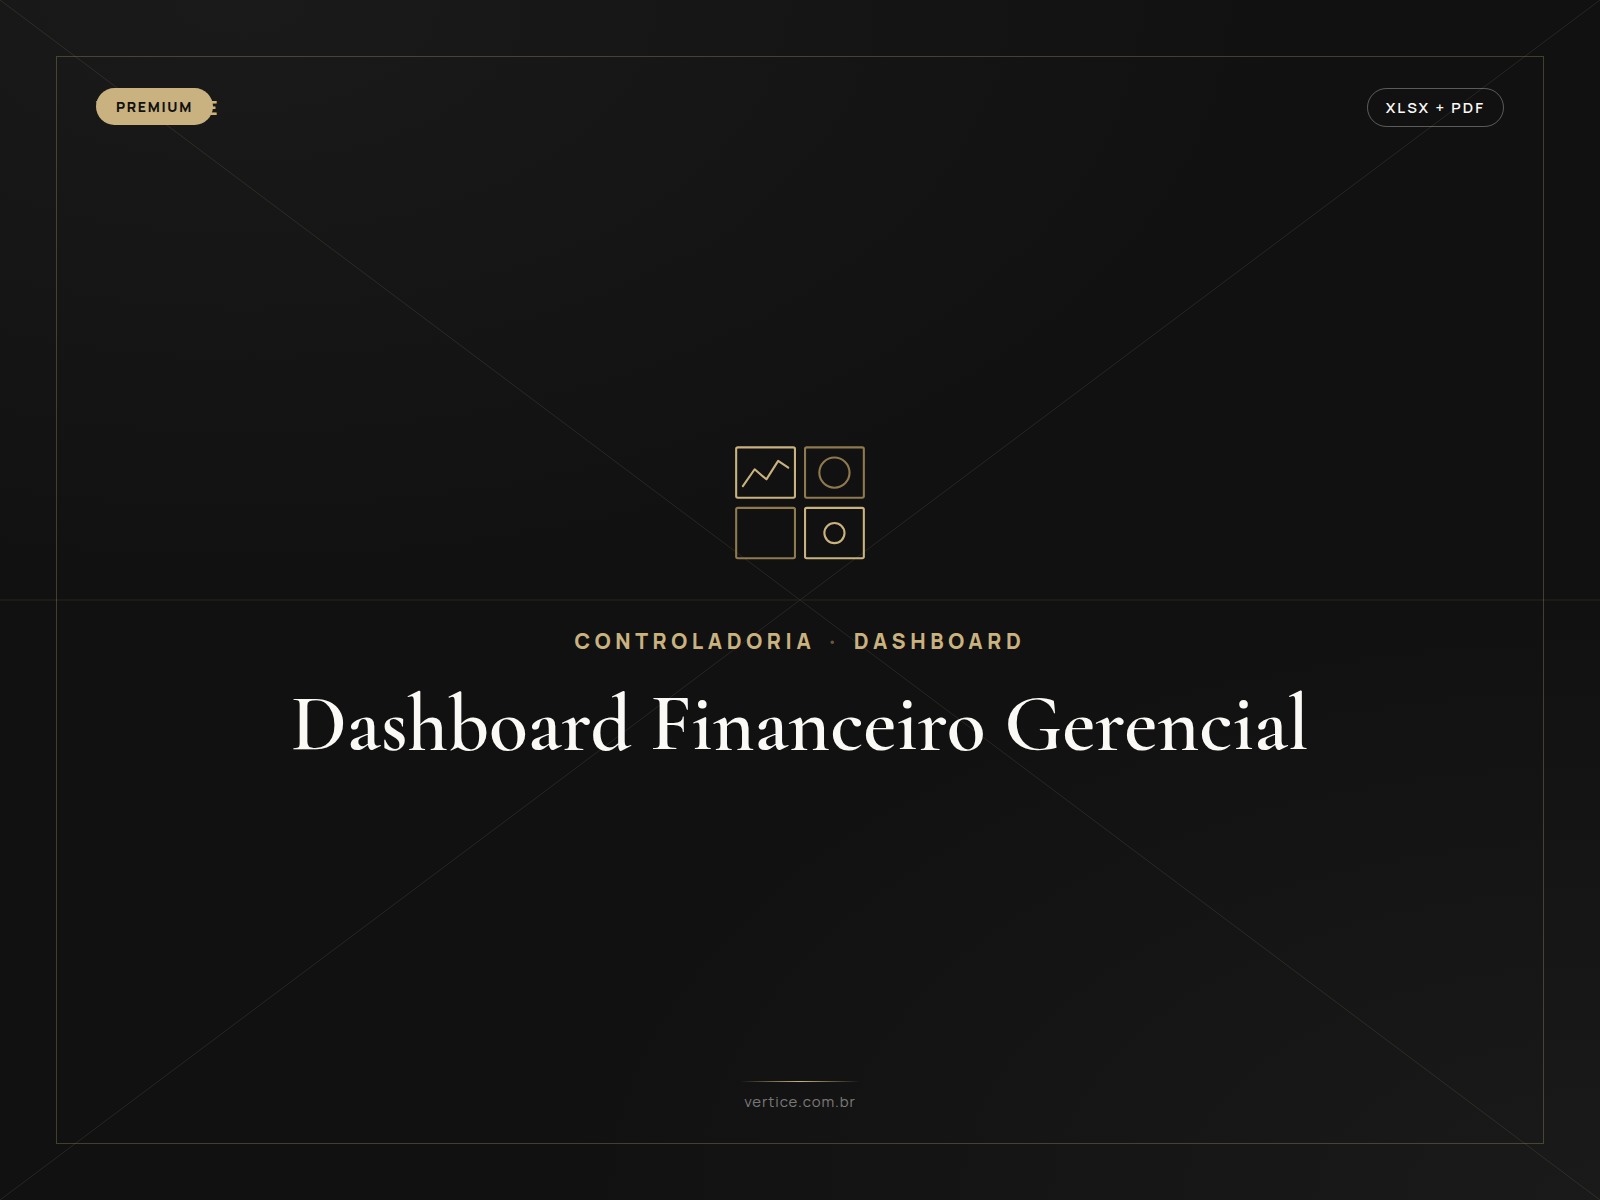 PREMIUM
XLSX + PDF
CONTROLADORIA · DASHBOARD
Dashboard Financeiro Gerencial
vertice.com.br